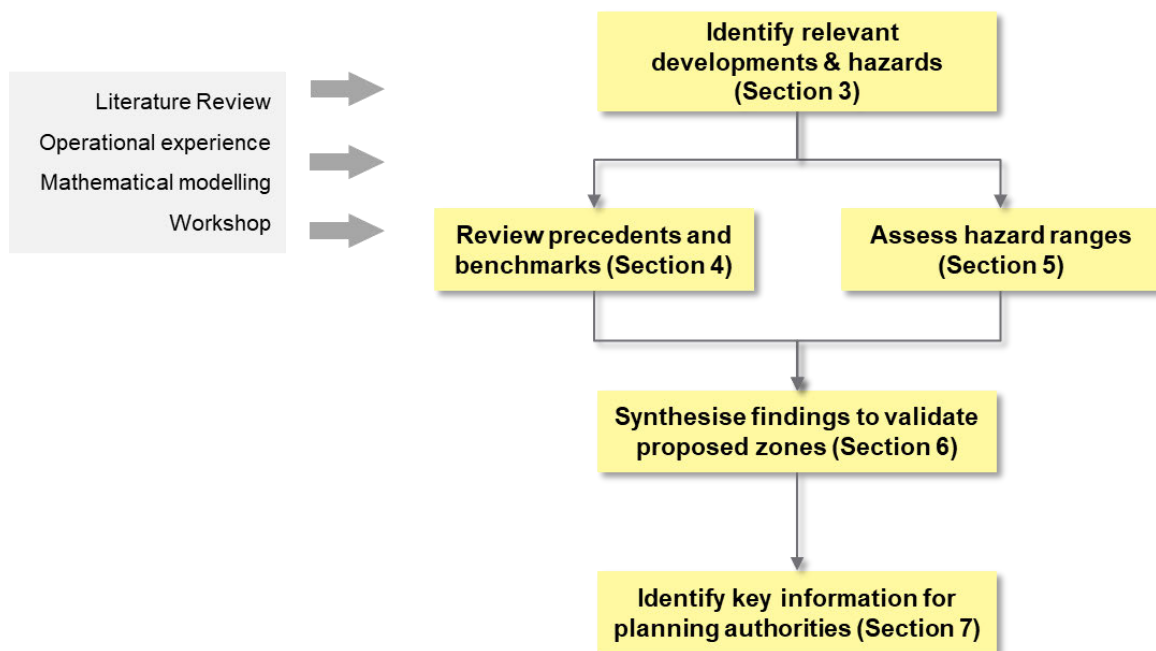 Identify relevant
developments & hazards
(Section 3)
Literature Review
Operational experience
Mathematical modelling
Workshop
Review precedents and
benchmarks (Section 4)
Assess hazard ranges
(Section 5)
Synthesise findings to validate
proposed zones (Section 6)
Identify key information for
planning authorities (Section 7)